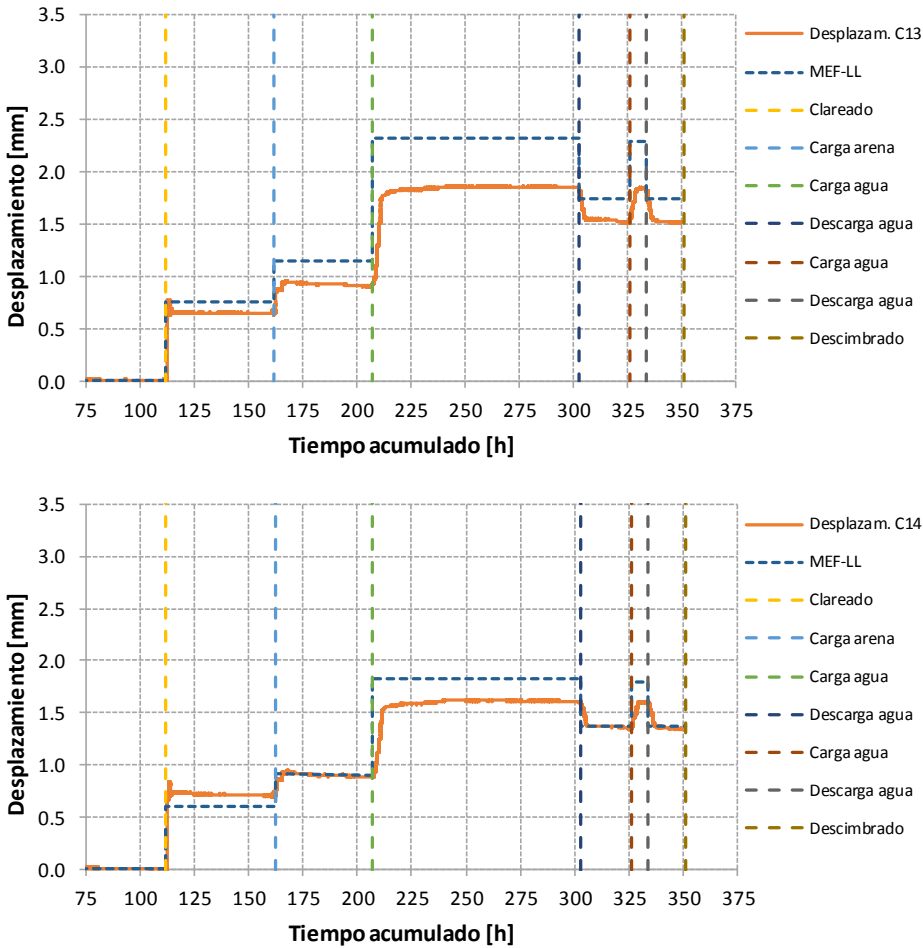 3.5
3.0
2.5
2.0
1.5
1.0
0.5
0.0
Desplazamiento [mm]
75 100 125 150 175 200 225 250 275 300 325 350 375
Tiempo acumulado [h]
Desplazam. C13
MEF-LL
Clareado
Carga arena
Carga agua
Descarga agua
Carga agua
Descarga agua
Descimbrado
3.5
3.0
2.5
2.0
1.5
1.0
0.5
0.0
Desplazamiento [mm]
75 100 125 150 175 200 225 250 275 300 325 350 375
Tiempo acumulado [h]
Desplazam. C14
MEF-LL
Clareado
Carga arena
Carga agua
Descarga agua
Carga agua
Descarga agua
Descimbrado